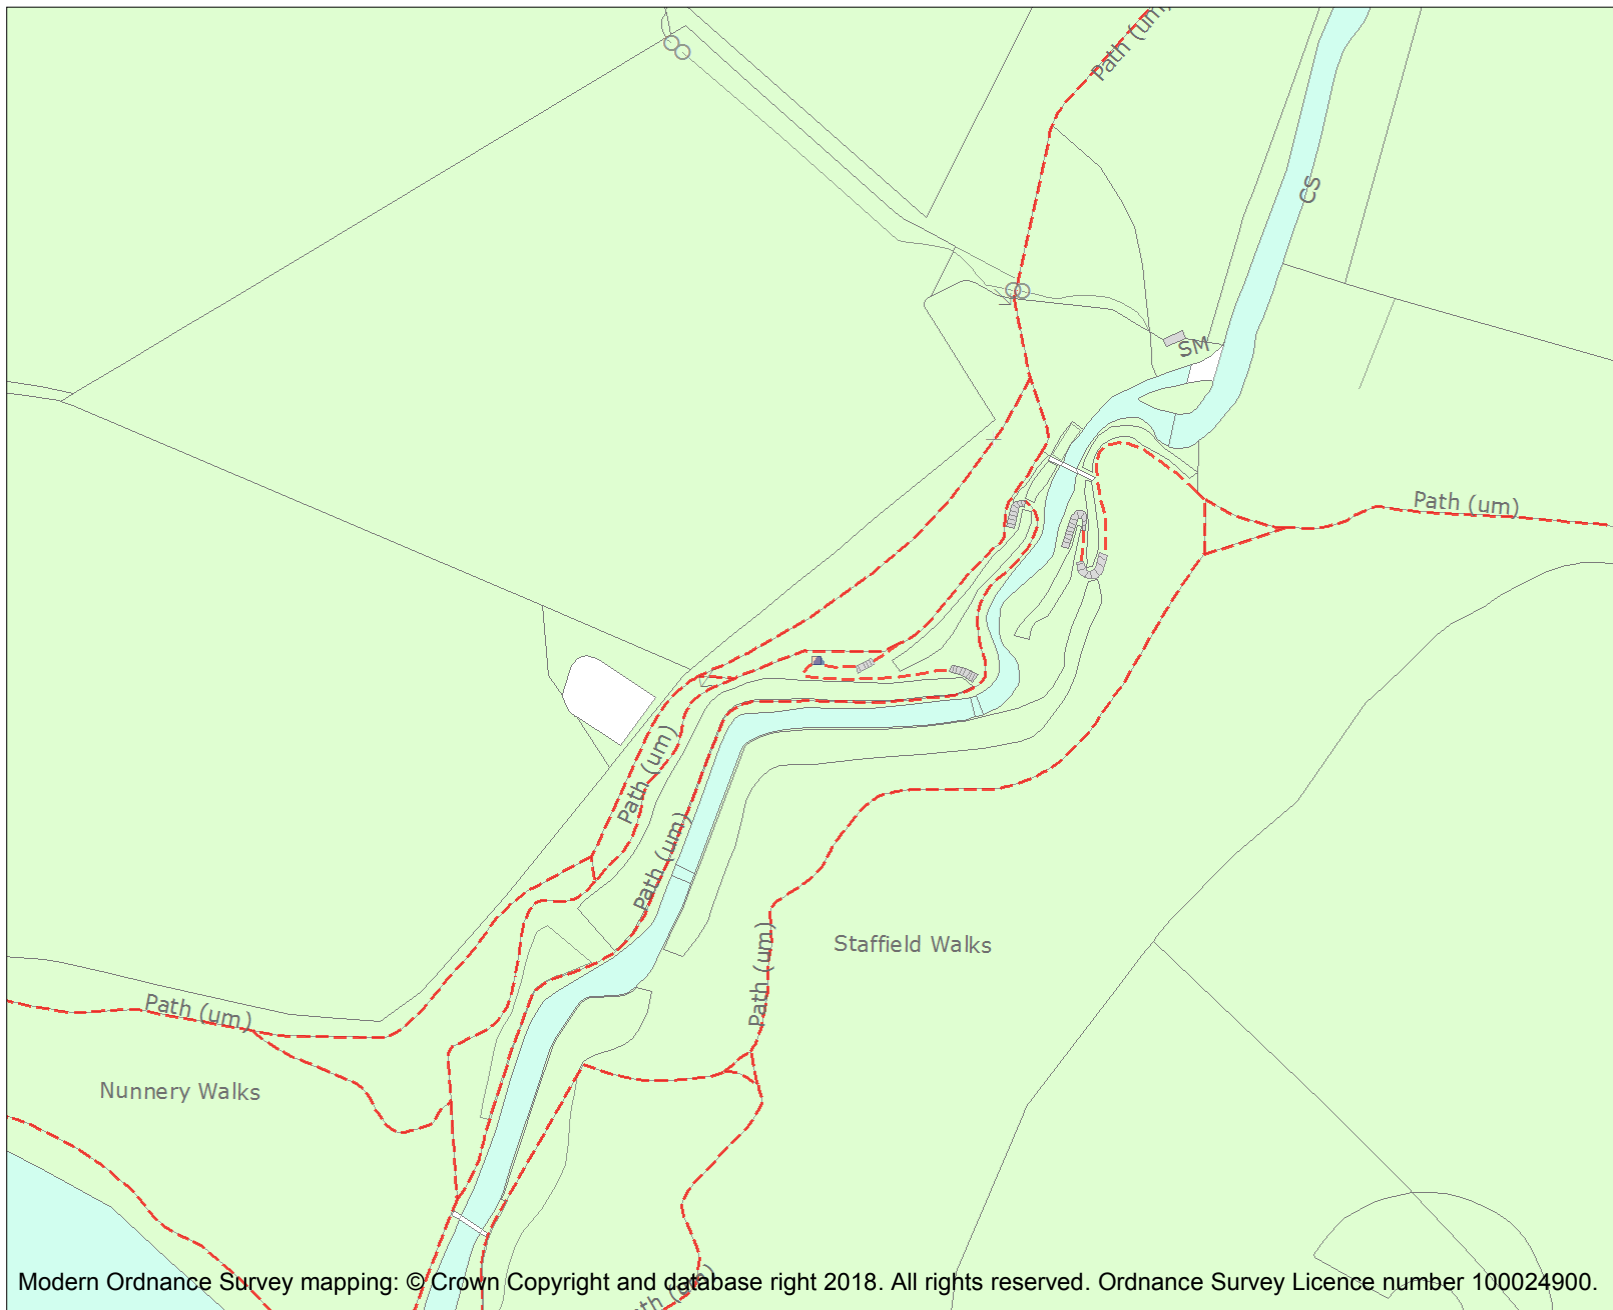 Path (um)
CS
SM
Path (um)
Path (um)
Path (um)
Staffield Walks
Path (um)
Path (um)
Nunnery Walks
Modern Ordnance Survey mapping: © Crown Copyright and database right 2018. All rights reserved. Ordnance Survey Licence number 100024900.